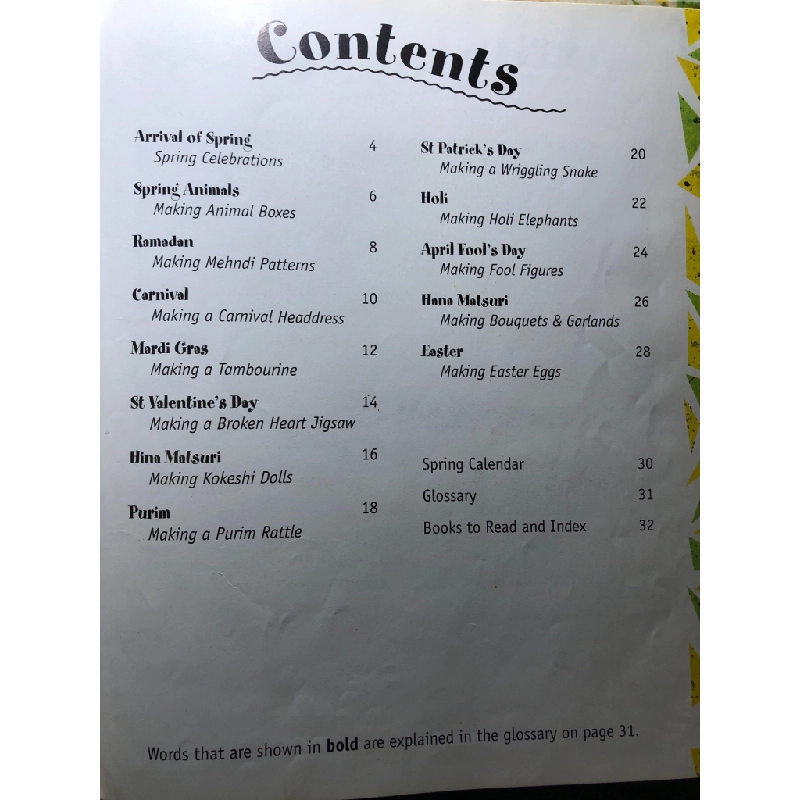 Contents
Arrival of Spring 4
Spring Celebrations
Spring Animals 6
Making Animal Boxes
Ramadan 8
Making Mehndi Patterns
Carnival 10
Making a Carnival Headdress
Mardi Gras 12
Making a Tambourine
St Valentine's Day 14
Making a Broken Heart Jigsaw
Hina Matsuri 16
Making Kokeshi Dolls
Purim 18
Making a Purim Rattle
St Patrick's Day 20
Making a Wriggling Snake
Holi 22
Making Holi Elephants
April Fool's Day 24
Making Fool Figures
Hana Matsuri 26
Making Bouquets & Garlands
Easter 28
Making Easter Eggs
Spring Calendar 30
Glossary 31
Books to Read and Index 32
Words that are shown in bold are explained in the glossary on page 31.